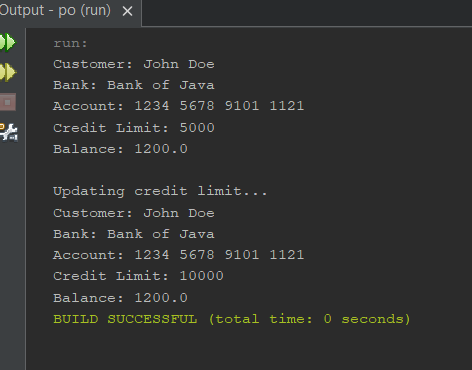 Output - po (run) ×
run:
Customer: John Doe
Bank: Bank of Java
Account: 1234 5678 9101 1121
Credit Limit: 5000
Balance: 1200.0
Updating credit limit...
Customer: John Doe
Bank: Bank of Java
Account: 1234 5678 9101 1121
Credit Limit: 10000
Balance: 1200.0
BUILD SUCCESSFUL (total time: 0 seconds)